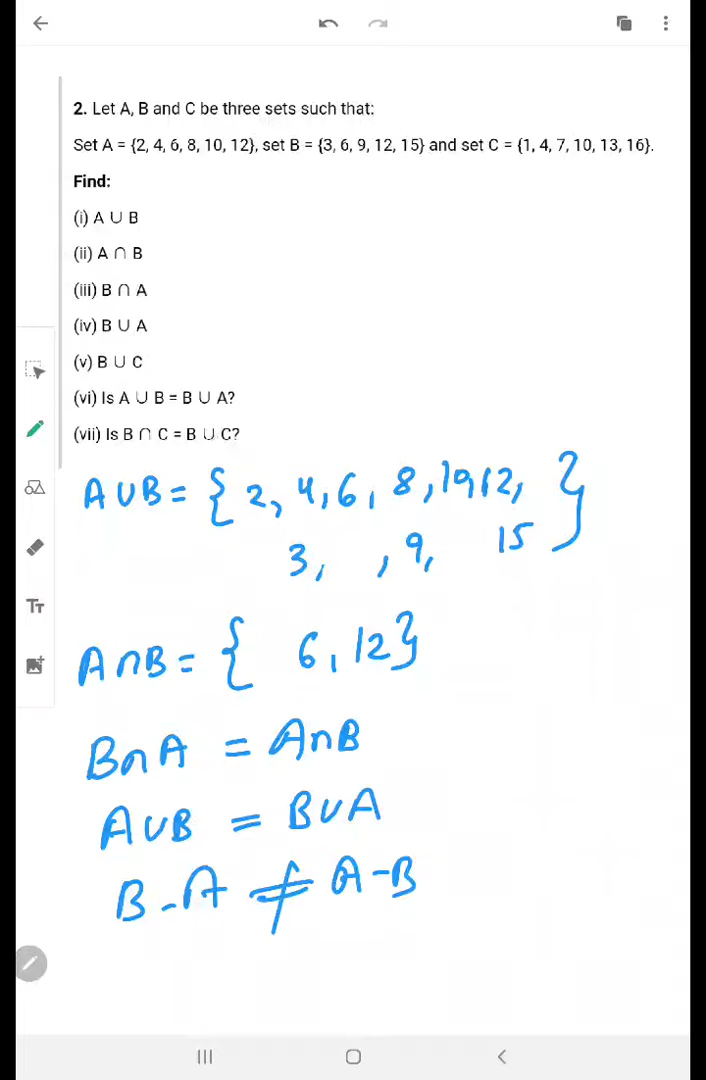 2. Let A, B and C be three sets such that:
Set A = {2, 4, 6, 8, 10, 12}, set B = {3, 6, 9, 12, 15} and set C = {1, 4, 7, 10, 13, 16}.
Find:
(i) A ∪ B
(ii) A ∩ B
(iii) B ∩ A
(iv) B ∪ A
(v) B ∪ C
(vi) Is A ∪ B = B ∪ A?
(vii) Is B ∩ C = B ∪ C?
A∪B = { 2, 4, 6, 8, 10, 12, }
3, , 9, 15
A∩B = { 6, 12}
B∩A = A∩B
A∪B = B∪A
B-A ≠ A-B
Tт